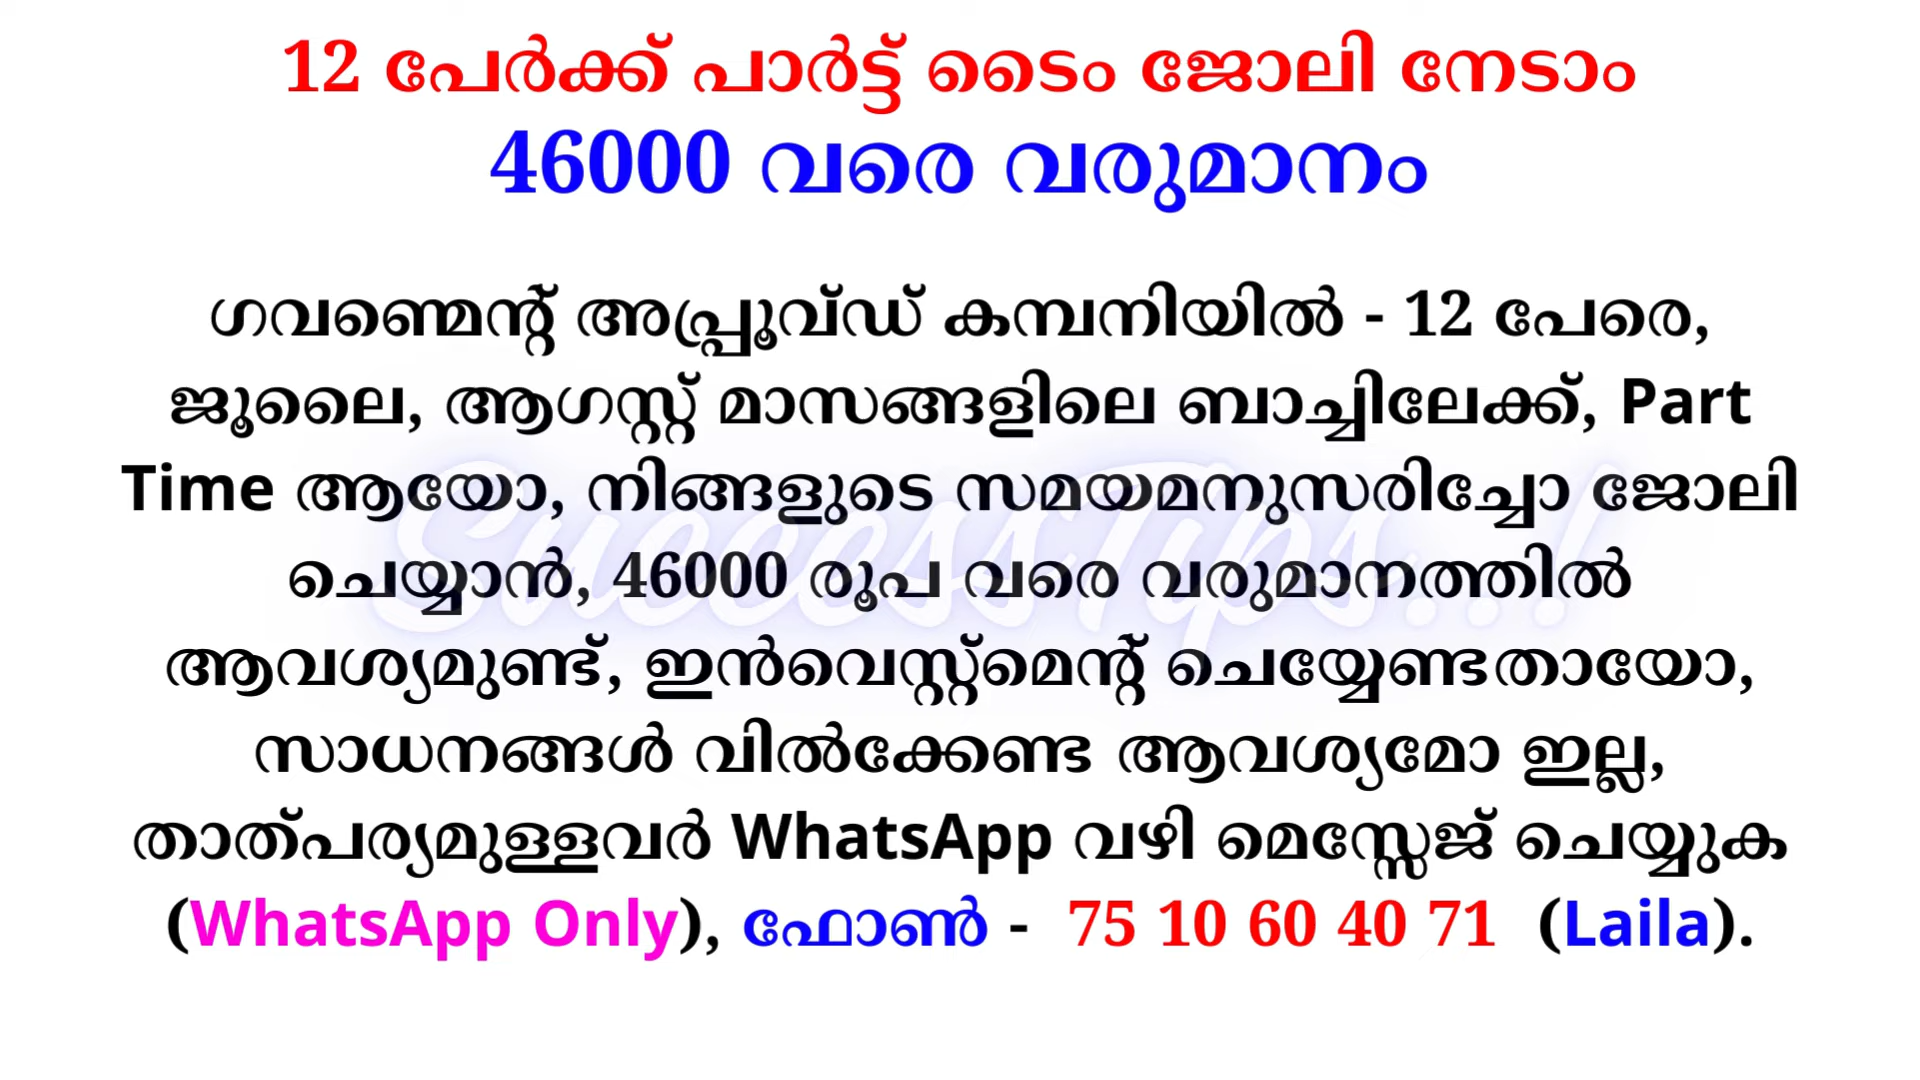 12 പേർക്ക് പാർട്ട് ടൈം ജോലി നേടാം
46000 വരെ വരുമാനം
ഗവണ്മെന്റ് അപ്പ്രൂവ്ഡ് കമ്പനിയിൽ - 12 പേരെ,
ജൂലൈ, ആഗസ്റ്റ് മാസങ്ങളിലെ ബാച്ചിലേക്ക്, Part
Time ആയോ, നിങ്ങളുടെ സമയമനുസരിച്ചോ ജോലി
ചെയ്യാൻ, 46000 രൂപ വരെ വരുമാനത്തിൽ
ആവശ്യമുണ്ട്, ഇൻവെസ്റ്റ്മെന്റ് ചെയ്യേണ്ടതായോ,
സാധനങ്ങൾ വിൽക്കേണ്ട ആവശ്യമോ ഇല്ല,
താത്പര്യമുള്ളവർ WhatsApp വഴി മെസ്സേജ് ചെയ്യുക
(WhatsApp Only), ഫോൺ - 75 10 60 40 71 (Laila).
Success Tips...!